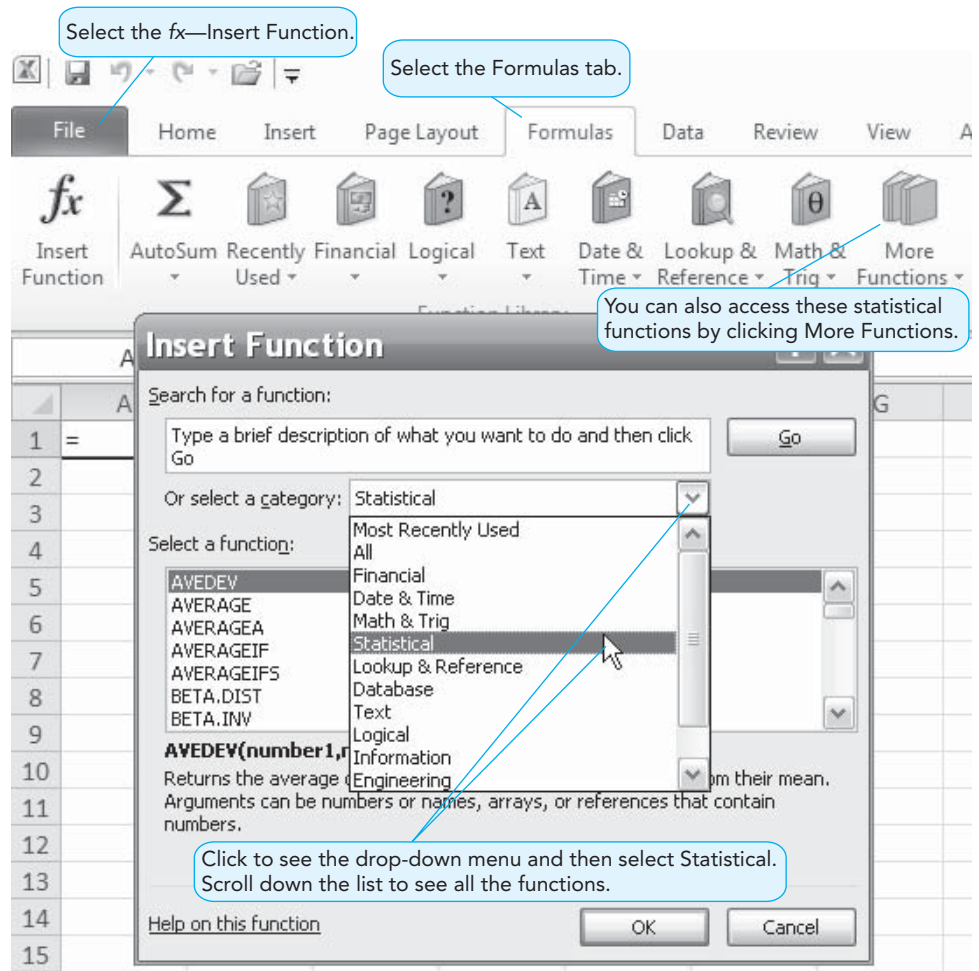 Select the fx—Insert Function.
Select the Formulas tab.
File Home Insert Page Layout Formulas Data Review View A
fx Σ ? A θ
Insert Function
AutoSum
Recently Used
Financial
Logical
Text
Date & Time
Lookup & Reference
Math & Trig
More Functions
You can also access these statistical
functions by clicking More Functions.
A
Insert Function
A G
Search for a function:
Type a brief description of what you want to do and then click
Go
Go
Or select a category: Statistical
Most Recently Used
All
Financial
Date & Time
Math & Trig
Statistical
Lookup & Reference
Database
Text
Logical
Information
Engineering
Select a function:
AVEDEV
AVERAGE
AVERAGEA
AVERAGEIF
AVERAGEIFS
BETA.DIST
BETA.INV
AVEDEV(number1,
Returns the average om their mean.
Arguments can be numbers or names, arrays, or references that contain
numbers.
Click to see the drop-down menu and then select Statistical.
Scroll down the list to see all the functions.
Help on this function
OK Cancel
1 =
2
3
4
5
6
7
8
9
10
11
12
13
14
15